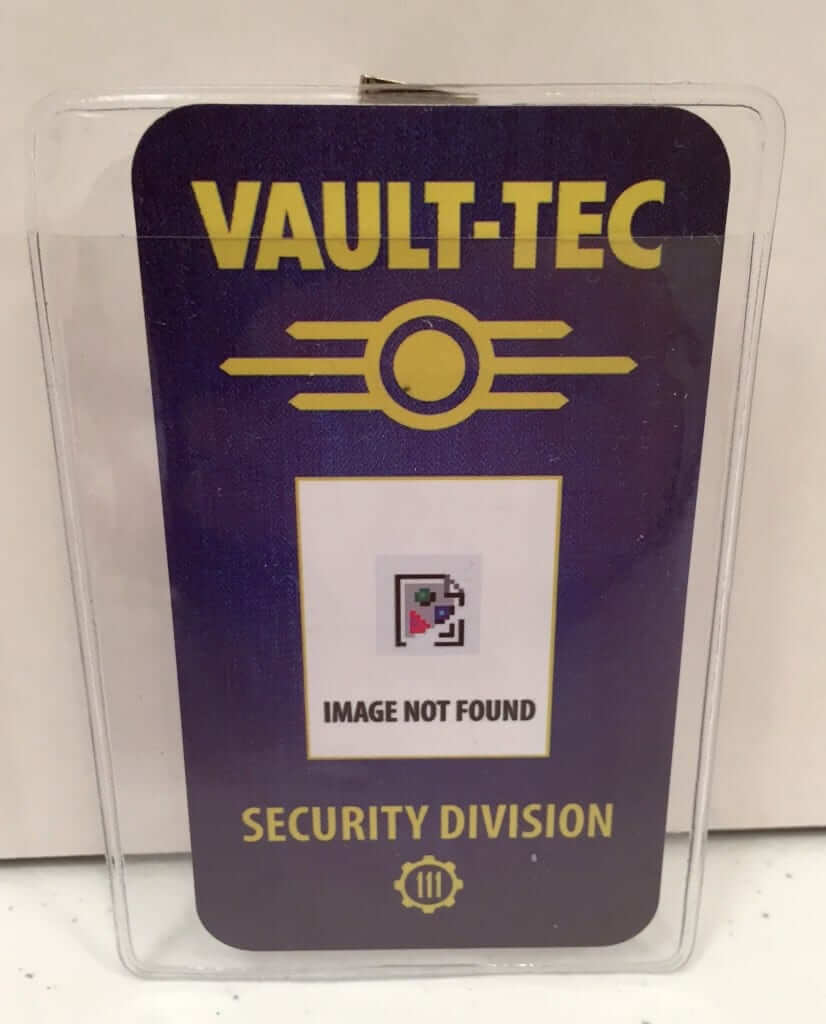 VAULT-TEC
IMAGE NOT FOUND
SECURITY DIVISION
111